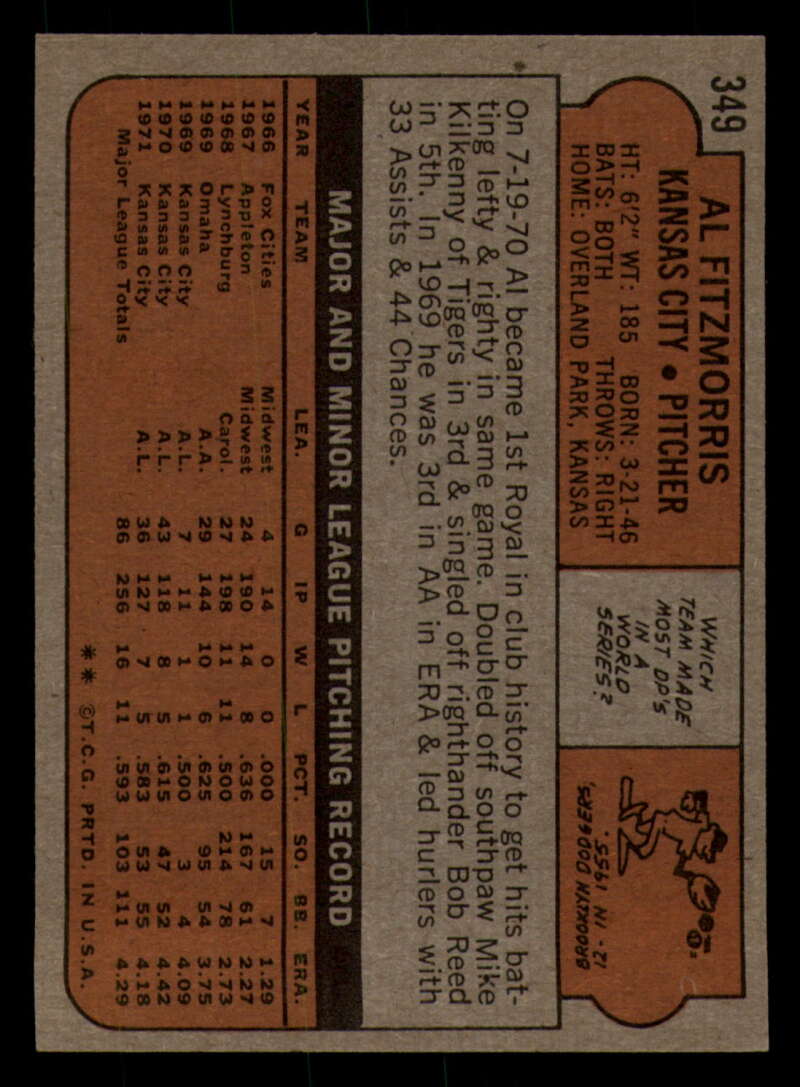 349
AL FITZMORRIS
KANSAS CITY • PITCHER
HT: 6'2" WT: 185 BORN: 3-21-46
BATS: BOTH THROWS: RIGHT
HOME: OVERLAND PARK, KANSAS
WHICH
TEAM MADE
MOST DP'S
IN A
WORLD
SERIES?
BROOKLYN DODGERS,
12 - IN 1955.
On 7-19-70 Al became 1st Royal in club history to get hits bat-
ting lefty & righty in same game. Doubled off southpaw Mike
Kilkenny of Tigers in 3rd & singled off righthander Bob Reed
in 5th. In 1969 he was 3rd in AA in ERA & led hurlers with
33 Assists & 44 Chances.
MAJOR AND MINOR LEAGUE PITCHING RECORD
YEAR TEAM LEA. G IP W L PCT. SO. BB. ERA.
1966 Fox Cities Midwest 4 14 0 0 .000 15 7 1.29
1967 Appleton Midwest 24 190 14 8 .636 167 61 2.27
1968 Lynchburg Carol. 27 198 11 11 .500 214 78 2.73
1969 Omaha A.A. 29 144 10 6 .625 95 54 3.75
1969 Kansas City A.L. 7 11 1 1 .500 3 4 4.09
1970 Kansas City A.L. 43 118 8 5 .615 47 52 4.42
1971 Kansas City A.L. 36 127 7 5 .583 53 55 4.18
Major League Totals 86 256 16 11 .593 103 111 4.29
** ©T.C.G. PRTD. IN U.S.A.